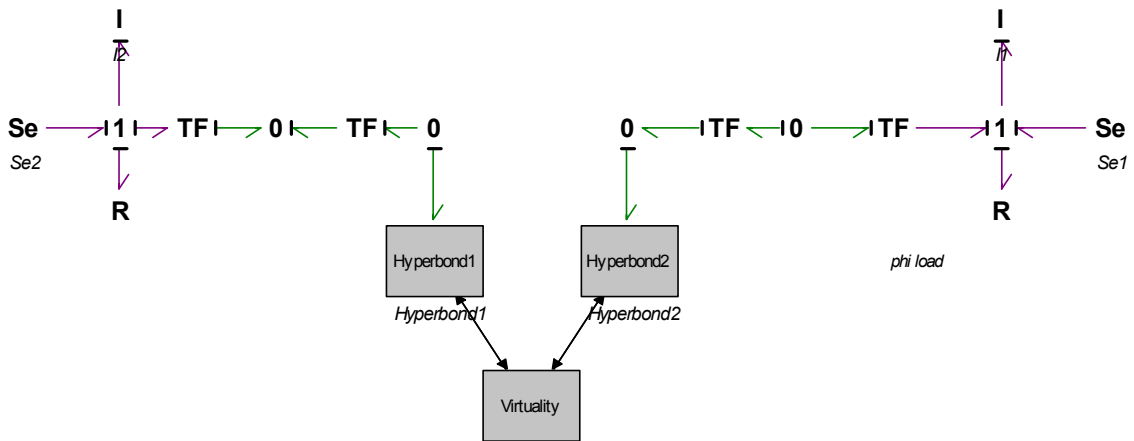 I
I2
I
I1
Se
1
TF
0
TF
0
0
TF
0
TF
1
Se
Se2
Se1
R
R
Hyperbond1
Hyperbond2
phi load
Hyperbond1
Hyperbond2
Virtuality